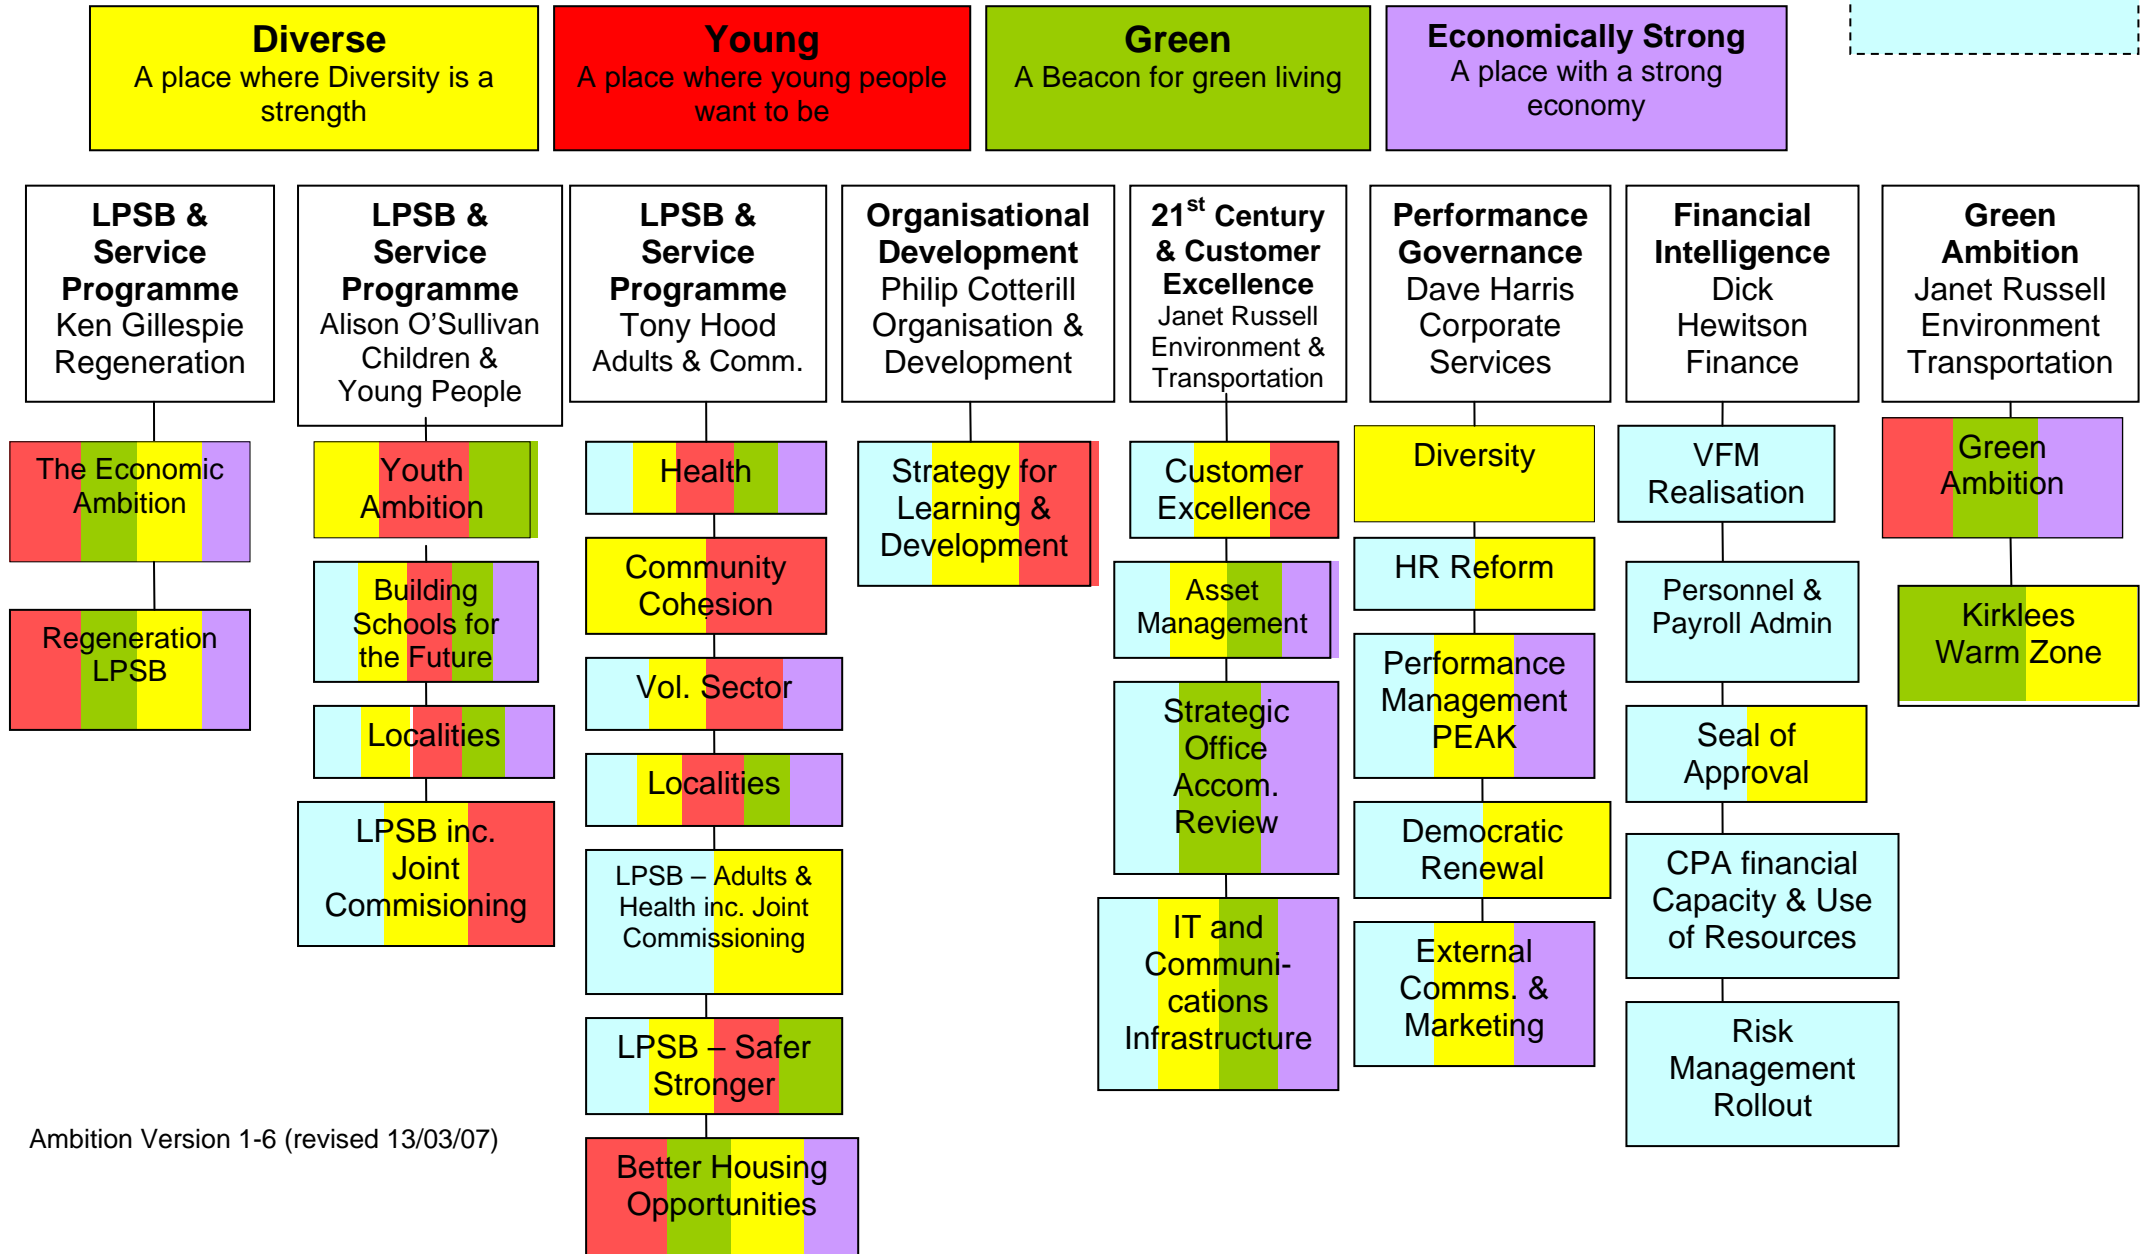 Diverse
A place where Diversity is a
strength
Young
A place where young people
want to be
Green
A Beacon for green living
Economically Strong
A place with a strong
economy
LPSB &
Service
Programme
Ken Gillespie
Regeneration
The Economic
Ambition
Regeneration
LPSB
LPSB &
Service
Programme
Alison O’Sullivan
Children &
Young People
Youth
Ambition
Building
Schools for
the Future
Localities
LPSB inc.
Joint
Commisioning
LPSB &
Service
Programme
Tony Hood
Adults & Comm.
Health
Community
Cohesion
Vol. Sector
Localities
LPSB – Adults &
Health inc. Joint
Commissioning
LPSB – Safer
Stronger
Better Housing
Opportunities
Organisational
Development
Philip Cotterill
Organisation &
Development
Strategy for
Learning &
Development
21st Century
& Customer
Excellence
Janet Russell
Environment &
Transportation
Customer
Excellence
Asset
Management
Strategic
Office
Accom.
Review
IT and
Communi-
cations
Infrastructure
Performance
Governance
Dave Harris
Corporate
Services
Diversity
HR Reform
Performance
Management
PEAK
Democratic
Renewal
External
Comms. &
Marketing
Financial
Intelligence
Dick
Hewitson
Finance
VFM
Realisation
Personnel &
Payroll Admin
Seal of
Approval
CPA financial
Capacity & Use
of Resources
Risk
Management
Rollout
Green
Ambition
Janet Russell
Environment
Transportation
Green
Ambition
Kirklees
Warm Zone
Ambition Version 1-6 (revised 13/03/07)